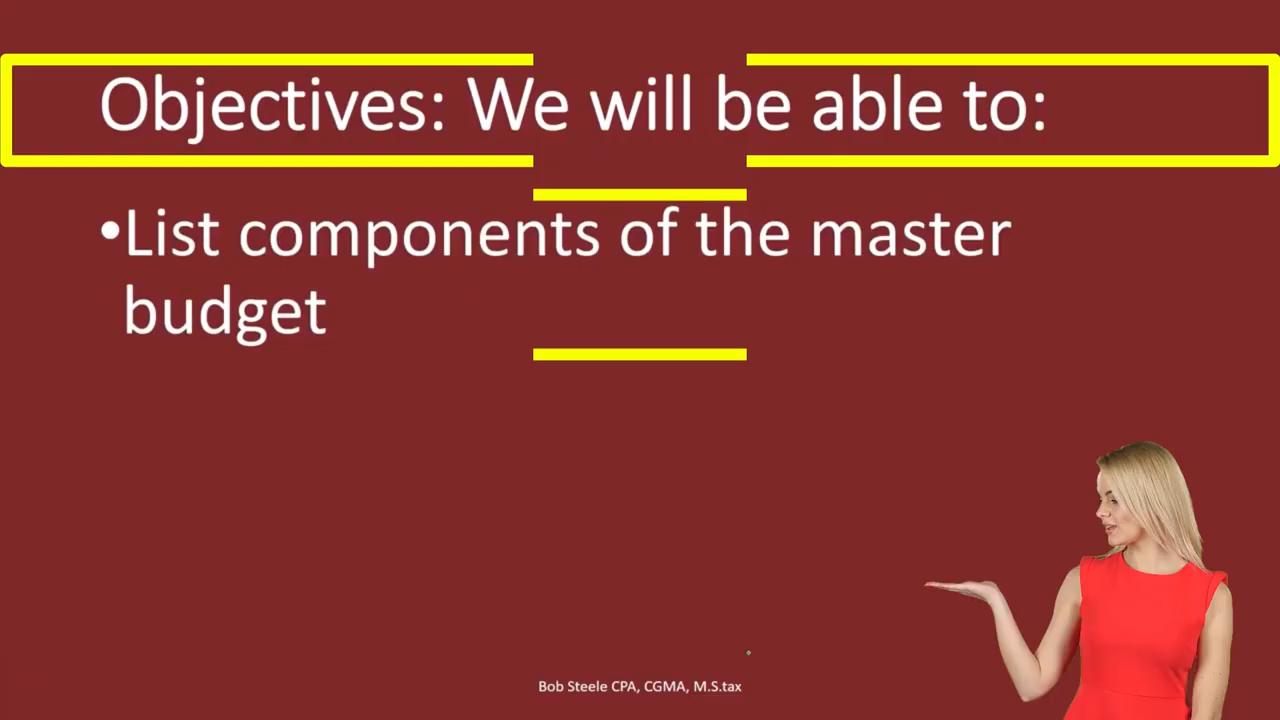 Objectives: We will be able to:
•List components of the master
budget
Bob Steele CPA, CGMA, M.S.tax